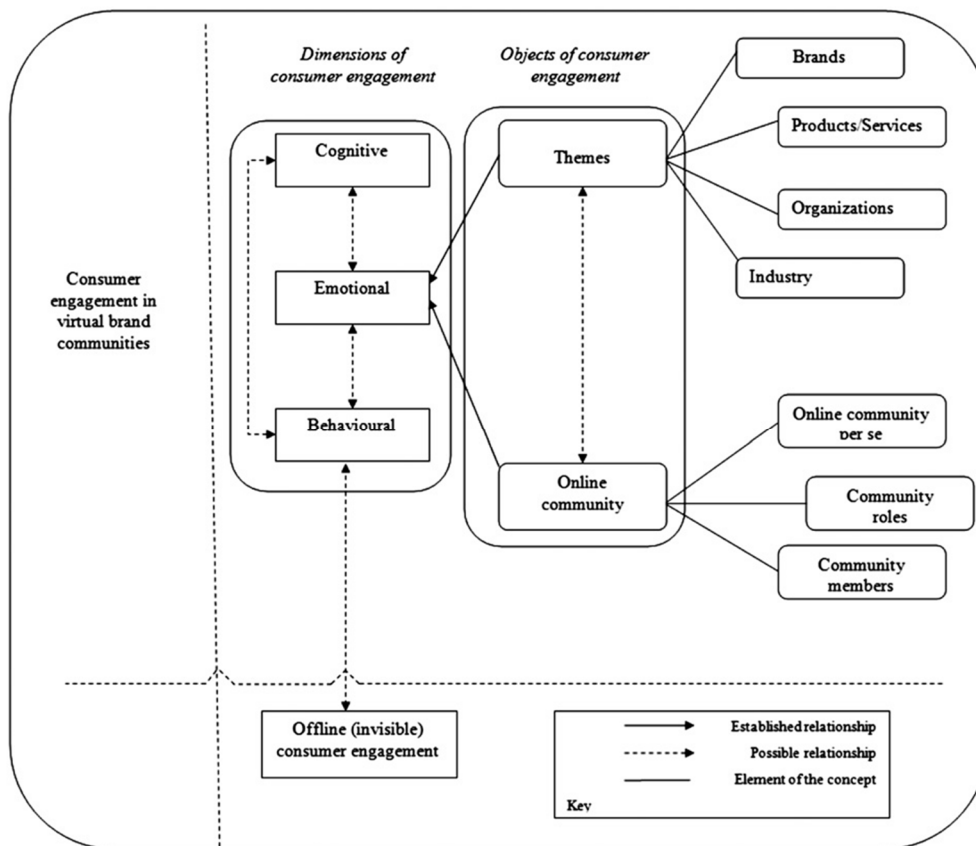 Dimensions of
consumer engagement
Objects of consumer
engagement
Brands
Products/Services
Organizations
Industry
Cognitive
Themes
Emotional
Behavioural
Consumer
engagement in
virtual brand
communities
Online
community
Online community
per se
Community
roles
Community
members
Offline (invisible)
consumer engagement
Established relationship
Possible relationship
Element of the concept
Key